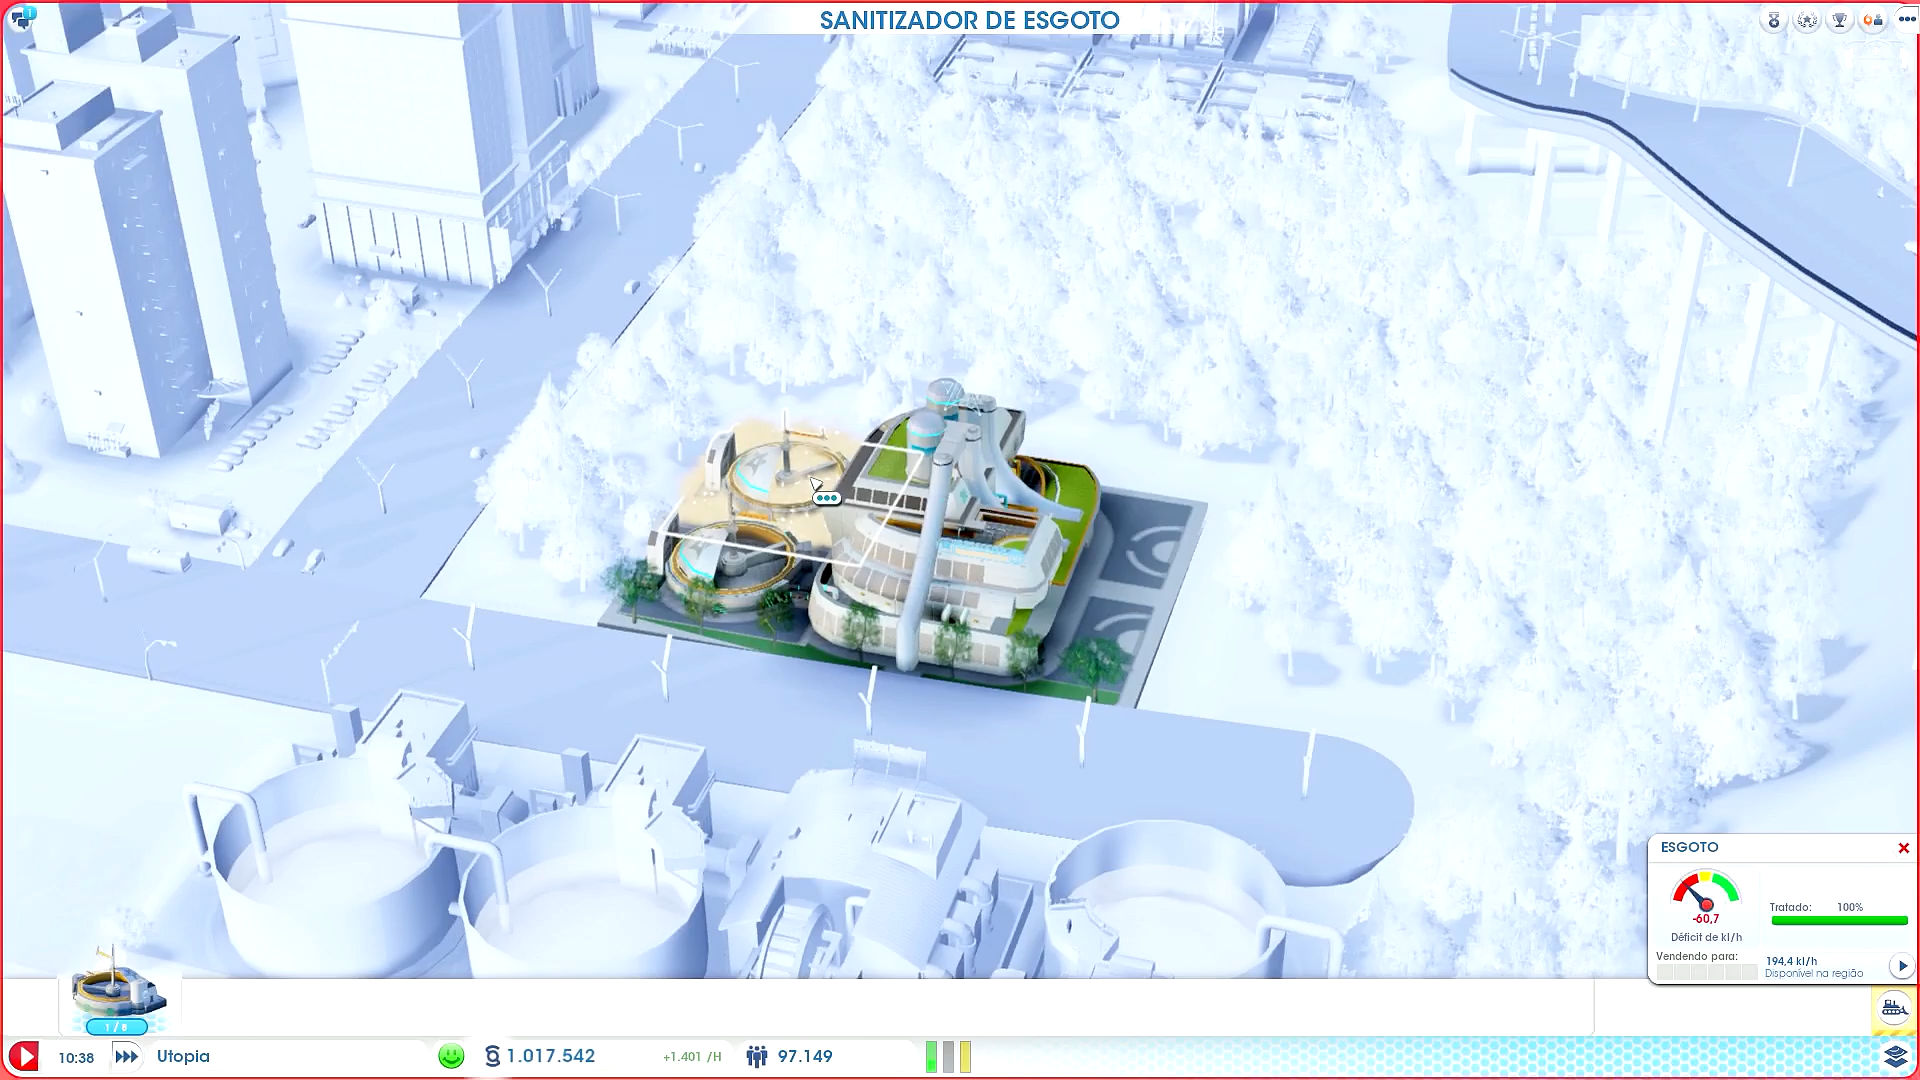 1
SANITIZADOR DE ESGOTO
ESGOTO
-60,7
Déficit de kl/h
Tratado: 100%
Vendendo para:
194,4 kl/h
Disponível na região
1 / 8
10:38
Utopia
1.017.542
+1.401 /H
97.149